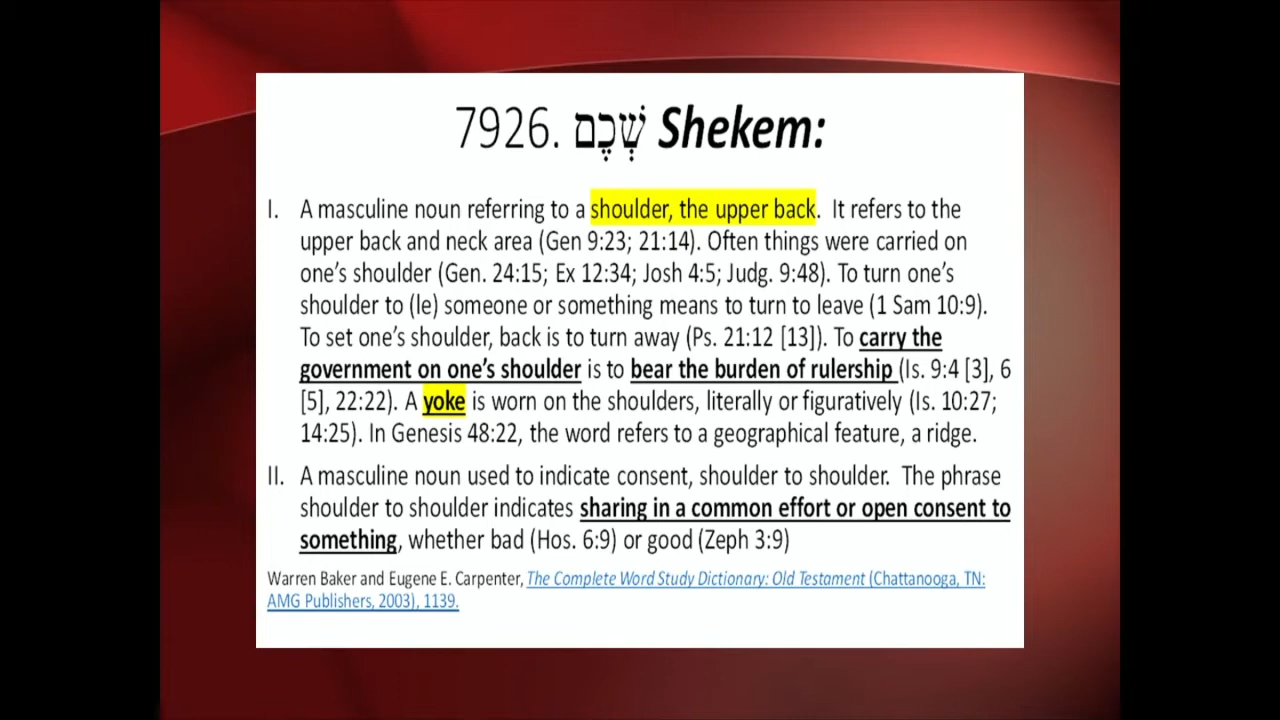 7926. שְׁכֶם Shekem:
I. A masculine noun referring to a shoulder, the upper back. It refers to the
upper back and neck area (Gen 9:23; 21:14). Often things were carried on
one’s shoulder (Gen. 24:15; Ex 12:34; Josh 4:5; Judg. 9:48). To turn one’s
shoulder to (le) someone or something means to turn to leave (1 Sam 10:9).
To set one’s shoulder, back is to turn away (Ps. 21:12 [13]). To carry the
government on one’s shoulder is to bear the burden of rulership (Is. 9:4 [3], 6
[5], 22:22). A yoke is worn on the shoulders, literally or figuratively (Is. 10:27;
14:25). In Genesis 48:22, the word refers to a geographical feature, a ridge.
II. A masculine noun used to indicate consent, shoulder to shoulder. The phrase
shoulder to shoulder indicates sharing in a common effort or open consent to
something, whether bad (Hos. 6:9) or good (Zeph 3:9)
Warren Baker and Eugene E. Carpenter, The Complete Word Study Dictionary: Old Testament (Chattanooga, TN:
AMG Publishers, 2003), 1139.